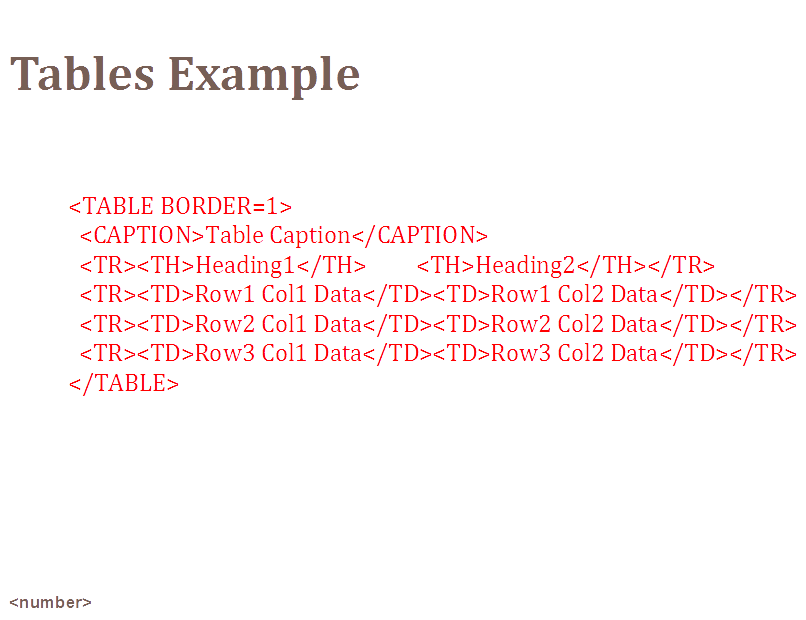 Tables Example
<TABLE BORDER=1>
<CAPTION>Table Caption</CAPTION>
<TR><TH>Heading1</TH> <TH>Heading2</TH></TR>
<TR><TD>Row1 Col1 Data</TD><TD>Row1 Col2 Data</TD></TR>
<TR><TD>Row2 Col1 Data</TD><TD>Row2 Col2 Data</TD></TR>
<TR><TD>Row3 Col1 Data</TD><TD>Row3 Col2 Data</TD></TR>
</TABLE>
<number>